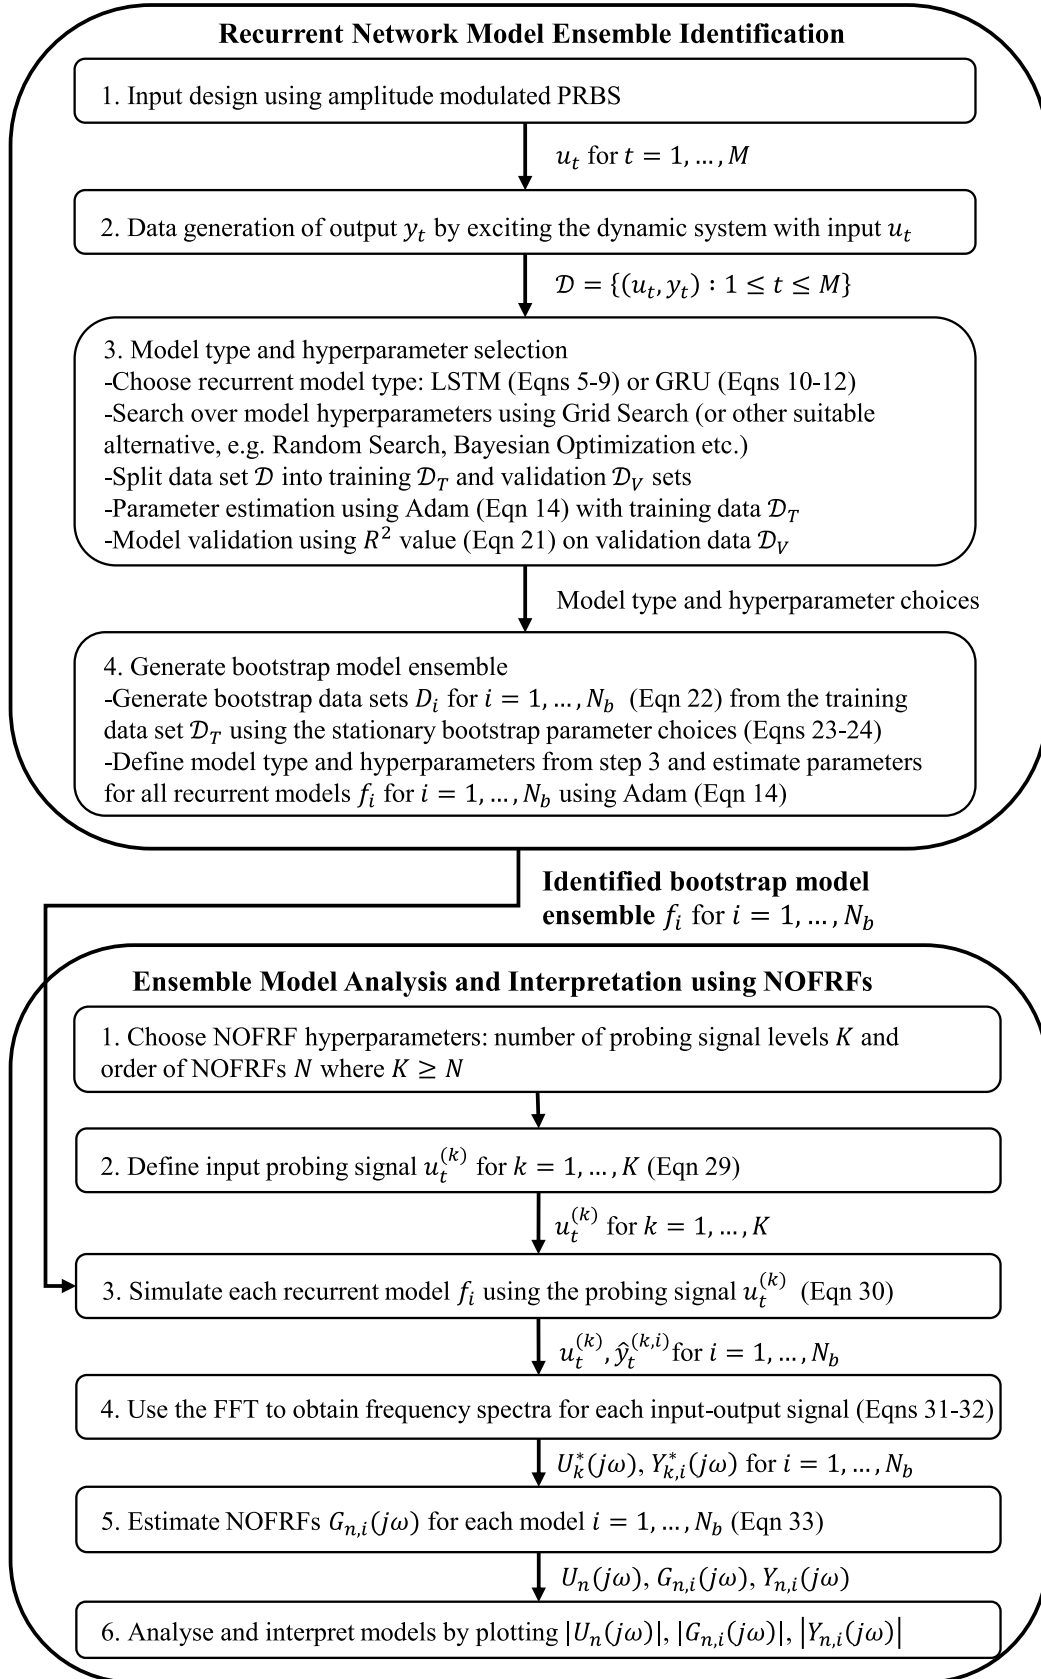 Recurrent Network Model Ensemble Identification
1. Input design using amplitude modulated PRBS
u_t for t = 1, … , M
2. Data generation of output y_t by exciting the dynamic system with input u_t
𝒟 = {(u_t, y_t) : 1 ≤ t ≤ M}
3. Model type and hyperparameter selection
-Choose recurrent model type: LSTM (Eqns 5-9) or GRU (Eqns 10-12)
-Search over model hyperparameters using Grid Search (or other suitable
alternative, e.g. Random Search, Bayesian Optimization etc.)
-Split data set 𝒟 into training 𝒟_T and validation 𝒟_V sets
-Parameter estimation using Adam (Eqn 14) with training data 𝒟_T
-Model validation using R² value (Eqn 21) on validation data 𝒟_V
Model type and hyperparameter choices
4. Generate bootstrap model ensemble
-Generate bootstrap data sets D_i for i = 1, … , N_b (Eqn 22) from the training
data set 𝒟_T using the stationary bootstrap parameter choices (Eqns 23-24)
-Define model type and hyperparameters from step 3 and estimate parameters
for all recurrent models f_i for i = 1, … , N_b using Adam (Eqn 14)
Identified bootstrap model
ensemble f_i for i = 1, … , N_b
Ensemble Model Analysis and Interpretation using NOFRFs
1. Choose NOFRF hyperparameters: number of probing signal levels K and
order of NOFRFs N where K ≥ N
2. Define input probing signal u_t^(k) for k = 1, … , K (Eqn 29)
u_t^(k) for k = 1, … , K
3. Simulate each recurrent model f_i using the probing signal u_t^(k) (Eqn 30)
u_t^(k), ŷ_t^(k,i) for i = 1, … , N_b
4. Use the FFT to obtain frequency spectra for each input-output signal (Eqns 31-32)
U_k^*(jω), Y_{k,i}^*(jω) for i = 1, … , N_b
5. Estimate NOFRFs G_{n,i}(jω) for each model i = 1, … , N_b (Eqn 33)
U_n(jω), G_{n,i}(jω), Y_{n,i}(jω)
6. Analyse and interpret models by plotting |U_n(jω)|, |G_{n,i}(jω)|, |Y_{n,i}(jω)|